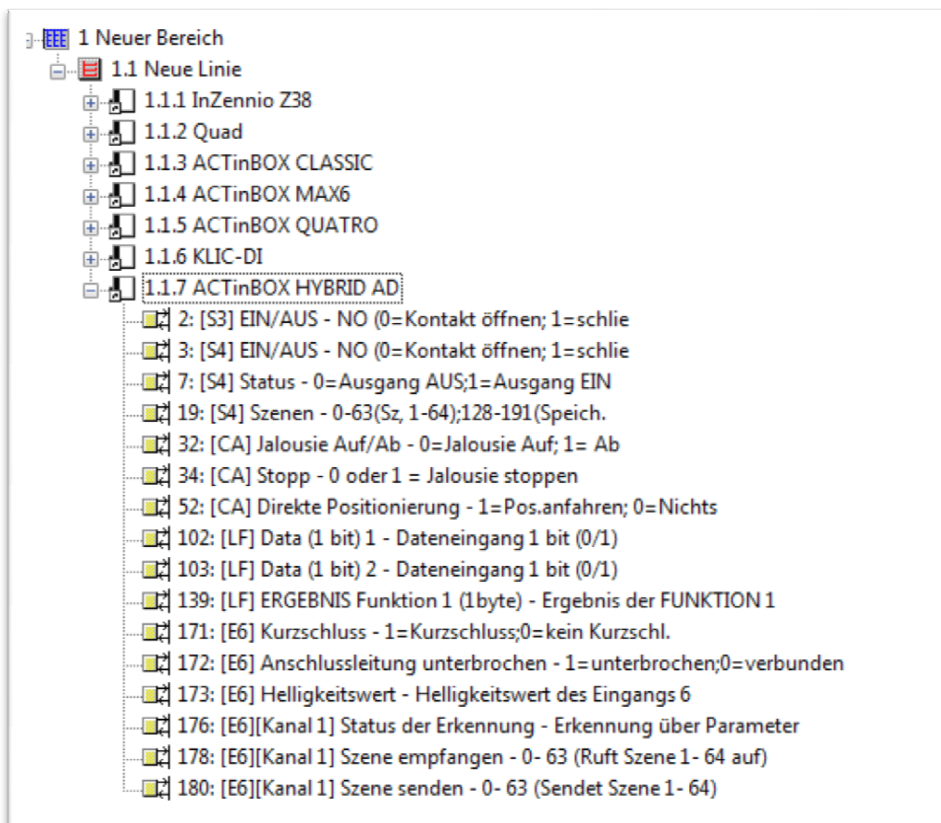 1 Neuer Bereich
1.1 Neue Linie
1.1.1 InZennio Z38
1.1.2 Quad
1.1.3 ACTinBOX CLASSIC
1.1.4 ACTinBOX MAX6
1.1.5 ACTinBOX QUATRO
1.1.6 KLIC-DI
1.1.7 ACTinBOX HYBRID AD
2: [S3] EIN/AUS - NO (0=Kontakt öffnen; 1=schlie
3: [S4] EIN/AUS - NO (0=Kontakt öffnen; 1=schlie
7: [S4] Status - 0=Ausgang AUS;1=Ausgang EIN
19: [S4] Szenen - 0-63(Sz, 1-64);128-191(Speich.
32: [CA] Jalousie Auf/Ab - 0=Jalousie Auf; 1= Ab
34: [CA] Stopp - 0 oder 1 = Jalousie stoppen
52: [CA] Direkte Positionierung - 1=Pos.anfahren; 0=Nichts
102: [LF] Data (1 bit) 1 - Dateneingang 1 bit (0/1)
103: [LF] Data (1 bit) 2 - Dateneingang 1 bit (0/1)
139: [LF] ERGEBNIS Funktion 1 (1byte) - Ergebnis der FUNKTION 1
171: [E6] Kurzschluss - 1=Kurzschluss;0=kein Kurzschl.
172: [E6] Anschlussleitung unterbrochen - 1=unterbrochen;0=verbunden
173: [E6] Helligkeitswert - Helligkeitswert des Eingangs 6
176: [E6][Kanal 1] Status der Erkennung - Erkennung über Parameter
178: [E6][Kanal 1] Szene empfangen - 0- 63 (Ruft Szene 1- 64 auf)
180: [E6][Kanal 1] Szene senden - 0- 63 (Sendet Szene 1- 64)